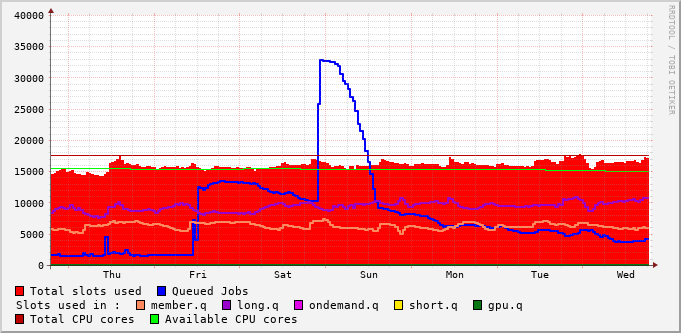 RRDTOOL / TOBI OETIKER
40000
35000
30000
25000
20000
15000
10000
5000
0
Thu Fri Sat Sun Mon Tue Wed
Total slots used Queued Jobs
Slots used in : member.q long.q ondemand.q short.q gpu.q
Total CPU cores Available CPU cores